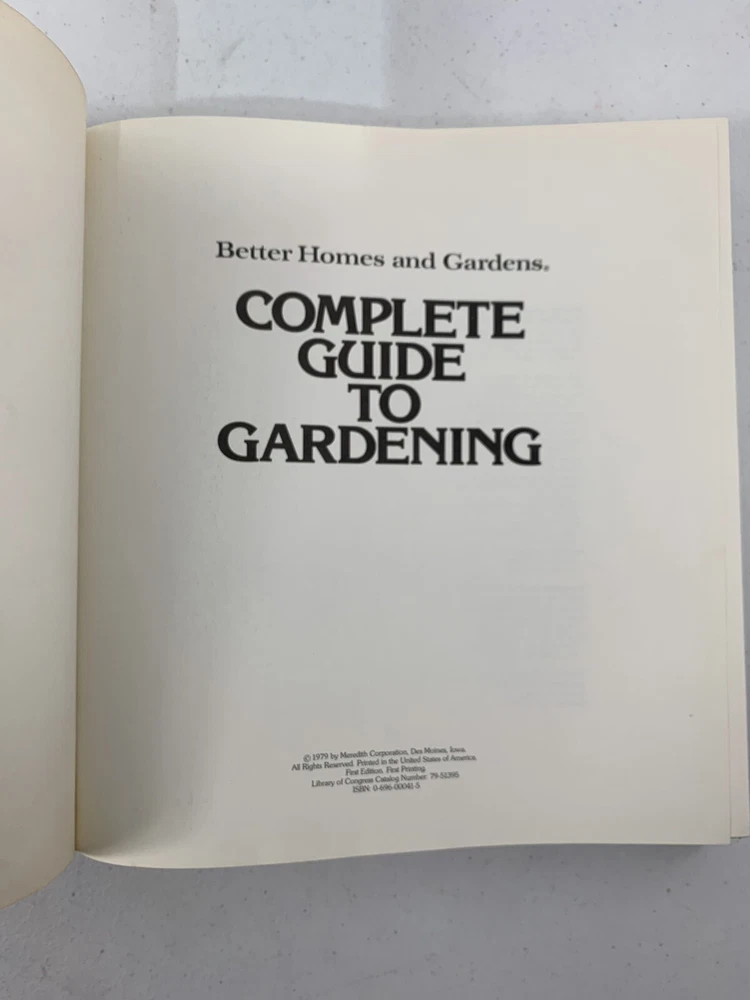 Better Homes and Gardens®
COMPLETE
GUIDE
TO
GARDENING
© 1979 by Meredith Corporation, Des Moines, Iowa.
All Rights Reserved. Printed in the United States of America.
First Edition. First Printing.
Library of Congress Catalog Number: 79-51395
ISBN: 0-696-00041-5